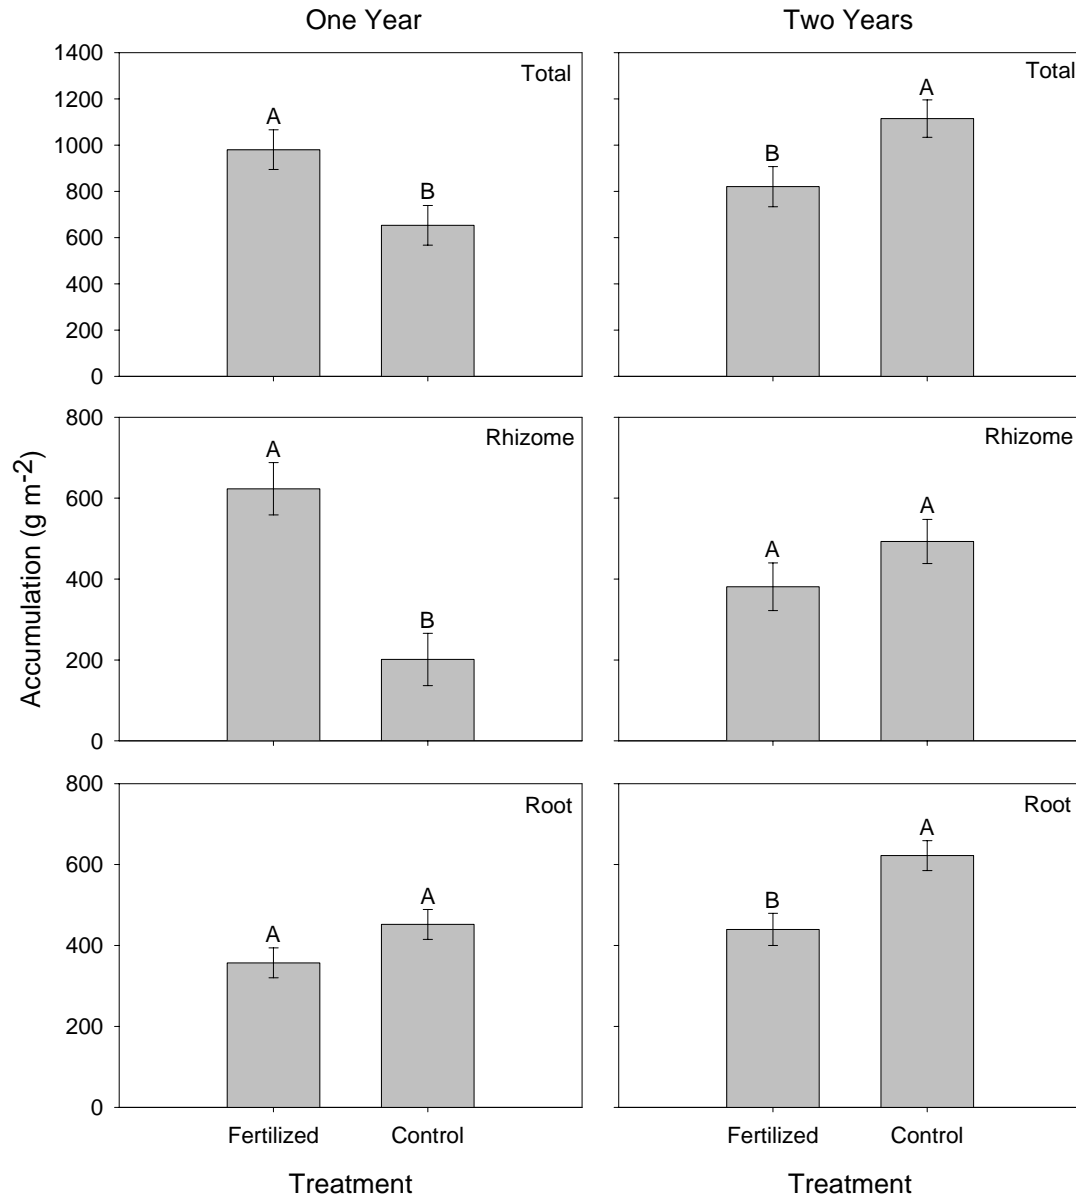 One Year
Two Years
Accumulation (g m-2)
1400
1200
1000
800
600
400
200
0
Total
A
B
Total
B
A
800
600
400
200
0
Rhizome
A
B
Rhizome
A
A
800
600
400
200
0
Root
A
A
Root
B
A
Fertilized Control
Fertilized Control
Treatment
Treatment